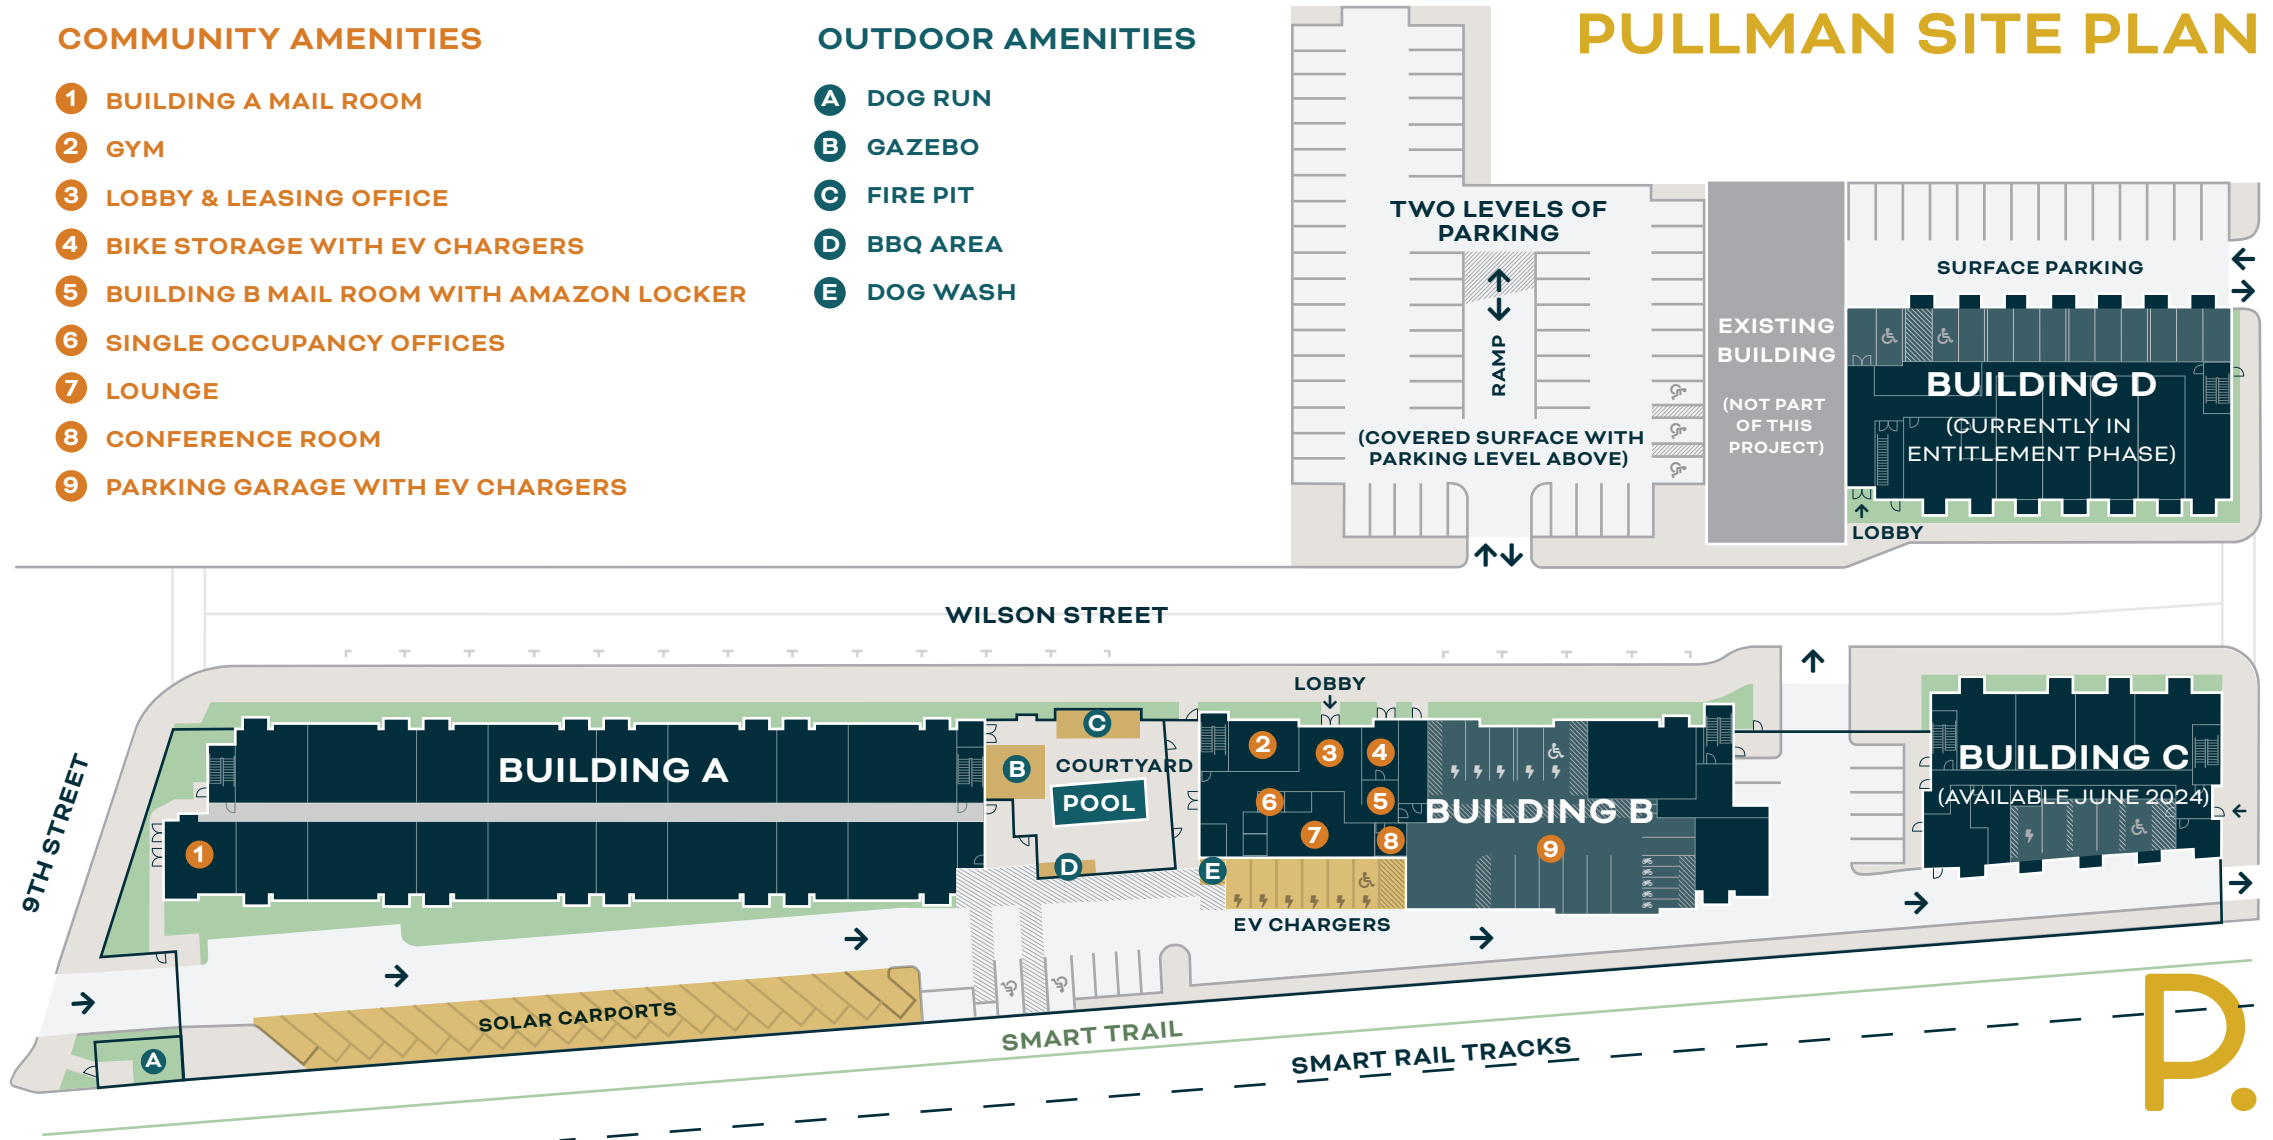 PULLMAN SITE PLAN
COMMUNITY AMENITIES
1 BUILDING A MAIL ROOM
2 GYM
3 LOBBY & LEASING OFFICE
4 BIKE STORAGE WITH EV CHARGERS
5 BUILDING B MAIL ROOM WITH AMAZON LOCKER
6 SINGLE OCCUPANCY OFFICES
7 LOUNGE
8 CONFERENCE ROOM
9 PARKING GARAGE WITH EV CHARGERS
OUTDOOR AMENITIES
A DOG RUN
B GAZEBO
C FIRE PIT
D BBQ AREA
E DOG WASH
TWO LEVELS OF
PARKING
RAMP
(COVERED SURFACE WITH
PARKING LEVEL ABOVE)
EXISTING
BUILDING
(NOT PART
OF THIS
PROJECT)
SURFACE PARKING
BUILDING D
(CURRENTLY IN
ENTITLEMENT PHASE)
LOBBY
WILSON STREET
9TH STREET
BUILDING A
1
C
B
COURTYARD
POOL
D
LOBBY
2
3
4
6
5
7
8
BUILDING B
9
E
EV CHARGERS
BUILDING C
(AVAILABLE JUNE 2024)
SOLAR CARPORTS
A
SMART TRAIL
SMART RAIL TRACKS
P.